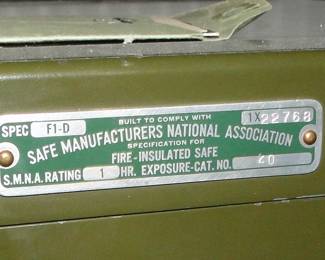 BUILT TO COMPLY WITH
SPEC F1-D 1X22768
SAFE MANUFACTURERS NATIONAL ASSOCIATION
SPECIFICATION FOR
FIRE-INSULATED SAFE
S.M.N.A. RATING 1 HR. EXPOSURE-CAT. NO. 20